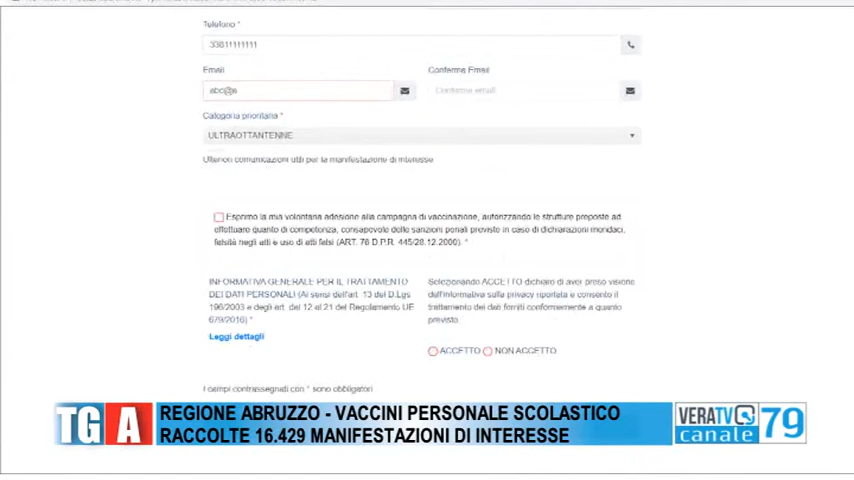 Telefono *
33811111111
Email
Conferma Email
abc@s
Conferma email
Categoria prioritaria *
ULTRAOTTANTENNE
Ulteriori comunicazioni utili per la manifestazione di interesse
Esprimo la mia volontaria adesione alla campagna di vaccinazione, autorizzando le strutture preposte ad
effettuare quanto di competenza, consapevole delle sanzioni penali previste in caso di dichiarazioni mendaci,
falsità negli atti e uso di atti falsi (ART. 76 D.P.R. 445/28.12.2000). *
INFORMATIVA GENERALE PER IL TRATTAMENTO
DEI DATI PERSONALI (Ai sensi dell'art. 13 del D.Lgs
196/2003 e degli art. del 12 al 21 del Regolamento UE
679/2016) *
Leggi dettagli
Selezionando ACCETTO dichiaro di aver preso visione
dell'informativa sulla privacy riportata e consento il
trattamento dei dati forniti conformemente a quanto
previsto
ACCETTO NON ACCETTO
I campi contrassegnati con * sono obbligatori
TGA
REGIONE ABRUZZO - VACCINI PERSONALE SCOLASTICO
RACCOLTE 16.429 MANIFESTAZIONI DI INTERESSE
VERATV
canale 79